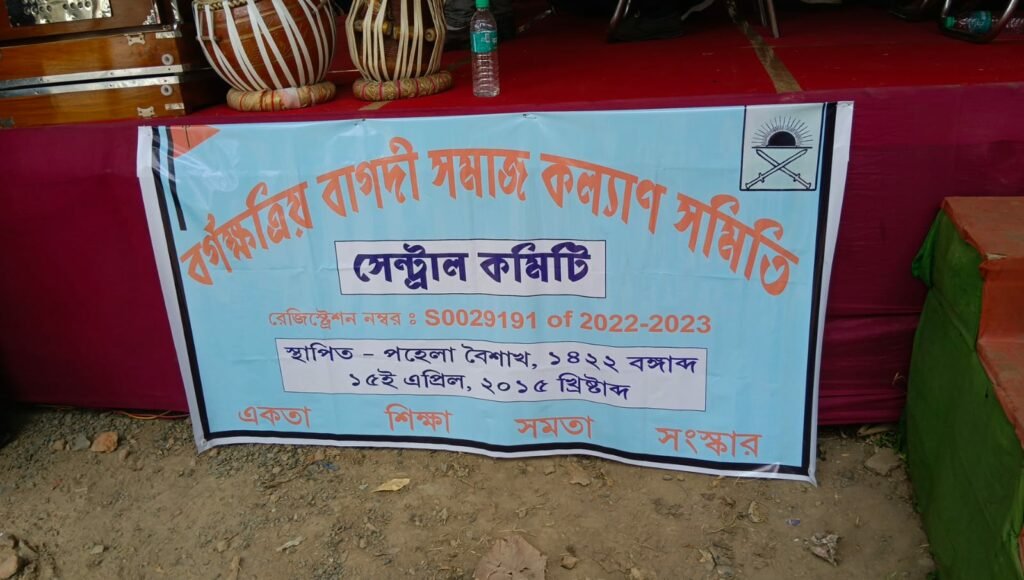 বর্গক্ষত্রিয় বাগদী সমাজ কল্যাণ সমিতি
সেন্ট্রাল কমিটি
রেজিস্ট্রেশন নম্বর ঃ S0029191 of 2022-2023
স্থাপিত - পহেলা বৈশাখ, ১৪২২ বঙ্গাব্দ
১৫ই এপ্রিল, ২০১৫ খ্রিষ্টাব্দ
একতা শিক্ষা সমতা সংস্কার